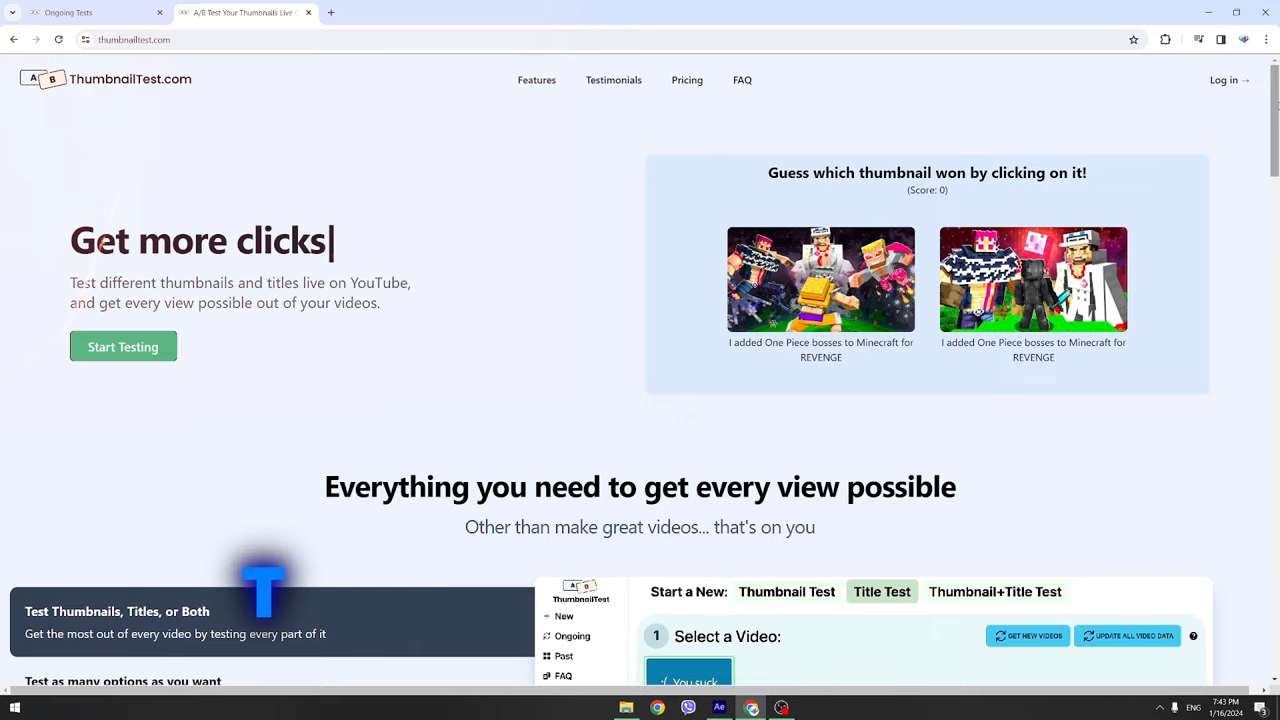 Ongoing Tests
A/B Test Your Thumbnails Live
thumbnailtest.com
A B ThumbnailTest.com
Features
Testimonials
Pricing
FAQ
Log in →
Guess which thumbnail won by clicking on it!
(Score: 0)
I added One Piece bosses to Minecraft for
REVENGE
I added One Piece bosses to Minecraft for
REVENGE
Get more clicks
Test different thumbnails and titles live on YouTube,
and get every view possible out of your videos.
Start Testing
Everything you need to get every view possible
Other than make great videos... that's on you
T
Test Thumbnails, Titles, or Both
Get the most out of every video by testing every part of it
Test as many options as you want
ThumbnailTest
New
Ongoing
Past
FAQ
Start a New: Thumbnail Test Title Test Thumbnail+Title Test
1 Select a Video:
GET NEW VIDEOS
UPDATE ALL VIDEO DATA
:( You suck
Ae
ENG
7:43 PM
1/16/2024
3